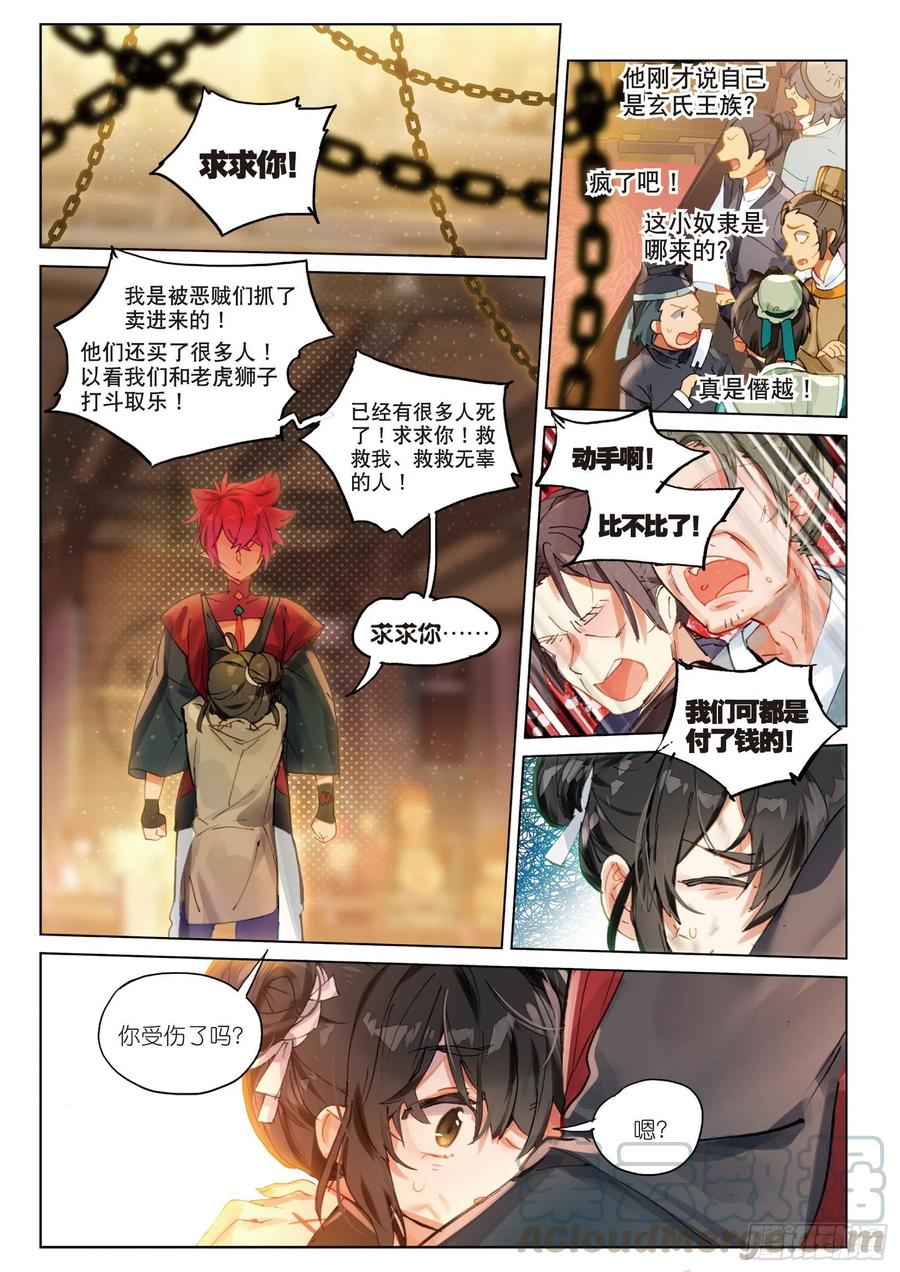 求求你！
他刚才说自己
是玄氏王族？
疯了吧！
这小奴隶是
哪来的？
真是僭越！
我是被恶贼们抓了
卖进来的！
他们还买了很多人！
以看我们和老虎狮子
打斗取乐！
已经有很多人死
了！求求你！救
救我、救救无辜
的人！
求求你……
动手啊！
比不比了！
我们可都是
付了钱的！
你受伤了吗？
嗯？
AcloudMerge.com